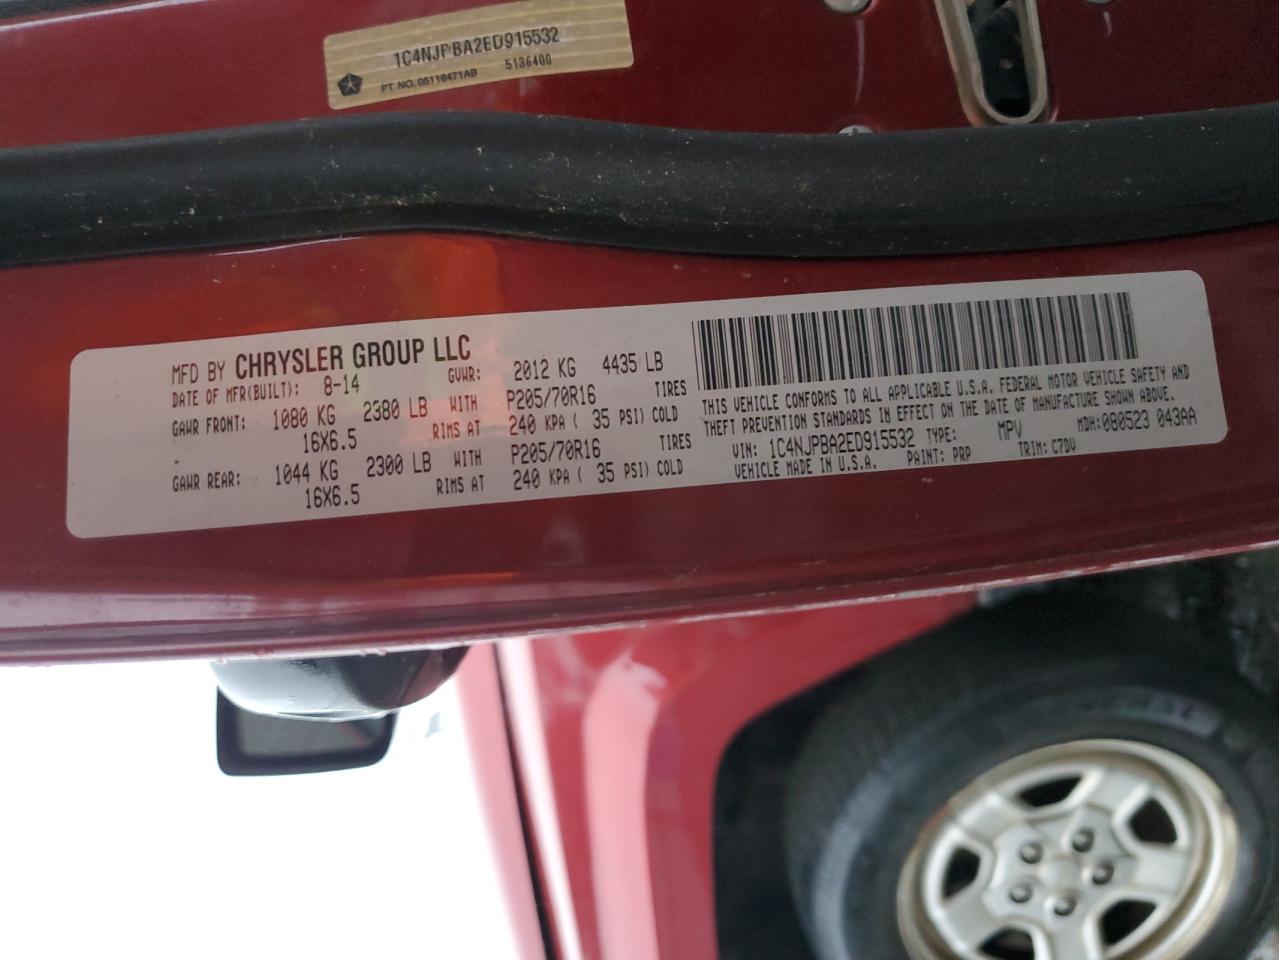 1C4NJPBA2ED915532
PT. NO. 05116471AB 5136400
MFD BY CHRYSLER GROUP LLC
DATE OF MFR(BUILT): 8-14 GVWR: 2012 KG 4435 LB
GAWR FRONT: 1080 KG 2380 LB WITH P205/70R16 TIRES
16X6.5 RIMS AT 240 KPA ( 35 PSI) COLD
GAWR REAR: 1044 KG 2300 LB WITH P205/70R16 TIRES
16X6.5 RIMS AT 240 KPA ( 35 PSI) COLD
THIS VEHICLE CONFORMS TO ALL APPLICABLE U.S.A. FEDERAL MOTOR VEHICLE SAFETY AND
THEFT PREVENTION STANDARDS IN EFFECT ON THE DATE OF MANUFACTURE SHOWN ABOVE.
VIN: 1C4NJPBA2ED915532 TYPE: MPV MDH: 080523 043AA
VEHICLE MADE IN U.S.A. PAINT: PRP TRIM: C7DV